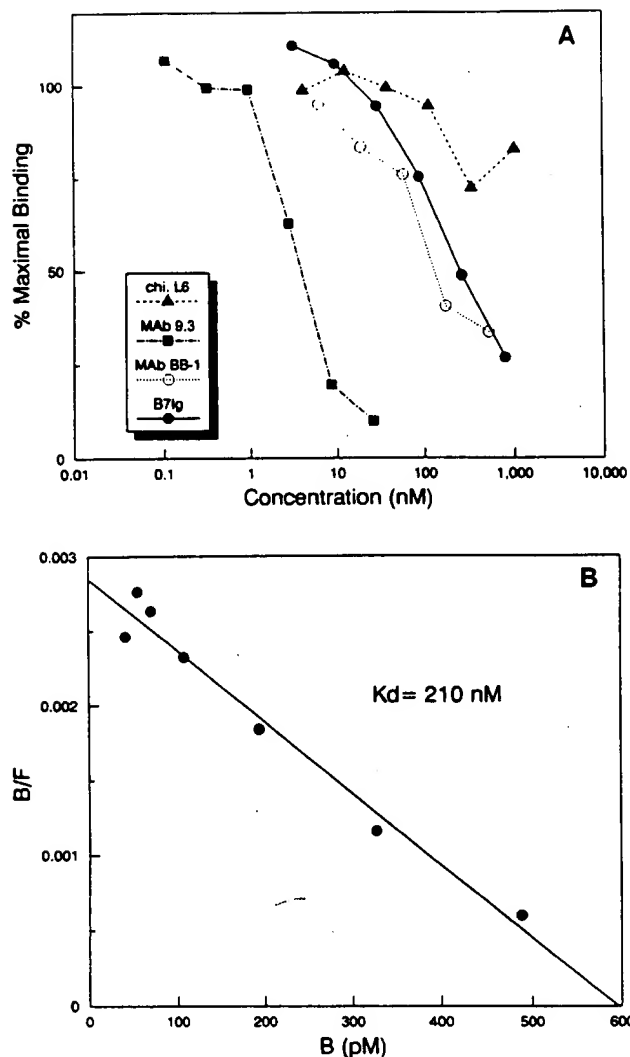 A
100
50
0
% Maximal Binding
chi. L6
MAb 9.3
MAb BB-1
B7Ig
0.01 0.1 1 10 100 1,000 10,000
Concentration (nM)
B
0.003
0.002
0.001
0
B/F
Kd= 210 nM
0 100 200 300 400 500 600
B (pM)